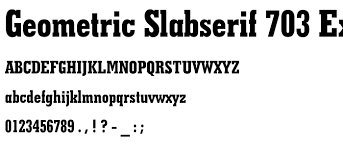 Geometric Slabserif 703 Ex
ABCDEFGHIJKLMNOPQRSTUVWXYZ
abcdefghijklmnopqrstuvwxyz
0123456789.,!?-_:;